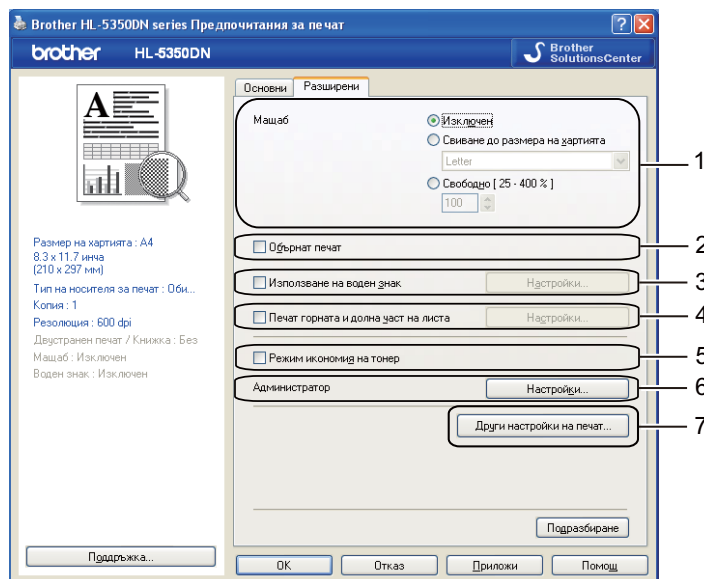 Brother HL-5350DN series Предпочитания за печат
brother HL-5350DN
Brother
SolutionsCenter
Основни Разширени
Мащаб
Изключен
Свиване до размера на хартията
Letter
Свободно [ 25 - 400 % ]
100
1
Обърнат печат
2
Използване на воден знак Настройки...
3
Печат горната и долна част на листа Настройки...
4
Режим икономия на тонер
5
Администратор Настройки...
6
Други настройки на печат...
7
A
Размер на хартията : A4
8.3 x 11.7 инча
(210 x 297 мм)
Тип на носителя за печат : Оби...
Копия : 1
Резолюция : 600 dpi
Двустранен печат / Книжка : Без
Мащаб : Изключен
Воден знак : Изключен
Подразбиране
Поддръжка...
OK Отказ Приложи Помощ